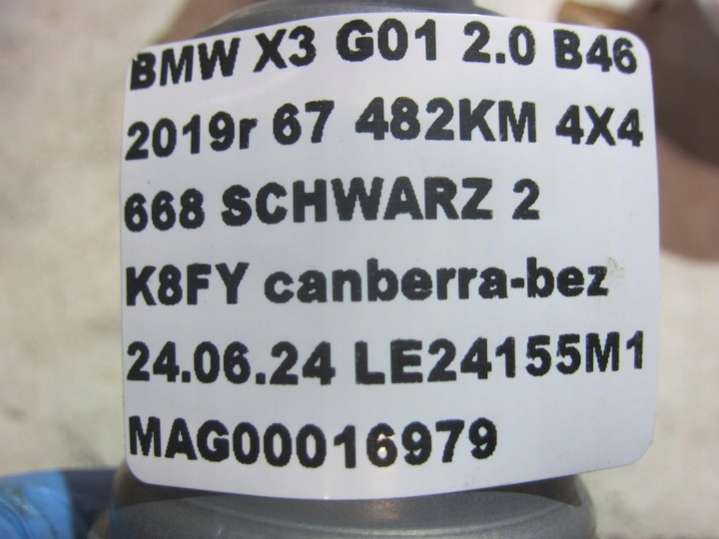 BMW X3 G01 2.0 B46
2019r 67 482KM 4X4
668 SCHWARZ 2
K8FY canberra-bez
24.06.24 LE24155M1
MAG00016979